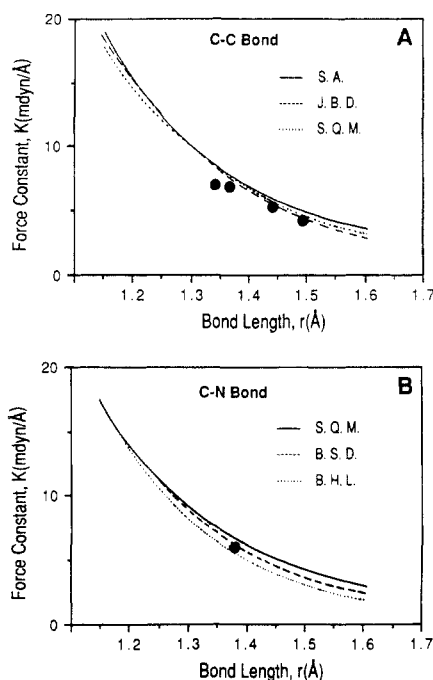 C-C Bond
A
S. A.
J. B. D.
S. Q. M.
Force Constant, K(mdyn/Å)
20
10
0
1.2 1.3 1.4 1.5 1.6 1.7
Bond Length, r(Å)
C-N Bond
B
S. Q. M.
B. S. D.
B. H. L.
Force Constant, K(mdyn/Å)
20
10
0
1.2 1.3 1.4 1.5 1.6 1.7
Bond Length, r(Å)